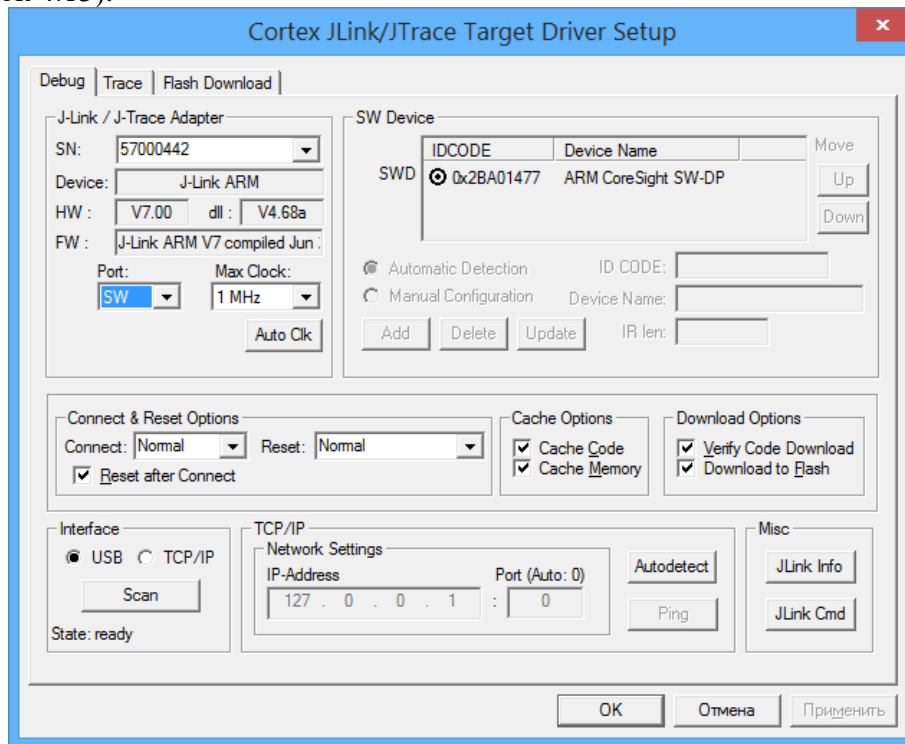 Cortex JLink/JTrace Target Driver Setup
Debug Trace Flash Download
J-Link / J-Trace Adapter
SN: 57000442
Device: J-Link ARM
HW : V7.00 dll : V4.68a
FW : J-Link ARM V7 compiled Jun
Port: Max Clock:
SW 1 MHz
Auto Clk
SW Device
IDCODE Device Name Move
SWD 0x2BA01477 ARM CoreSight SW-DP Up
Down
Automatic Detection ID CODE:
Manual Configuration Device Name:
Add Delete Update IR len:
Connect & Reset Options
Connect: Normal Reset: Normal
Reset after Connect
Cache Options
Cache Code
Cache Memory
Download Options
Verify Code Download
Download to Flash
Interface
USB TCP/IP
Scan
State: ready
TCP/IP
Network Settings
IP-Address Port (Auto: 0)
127 . 0 . 0 . 1 : 0
Autodetect
Ping
Misc
JLink Info
JLink Cmd
OK Отмена Применить